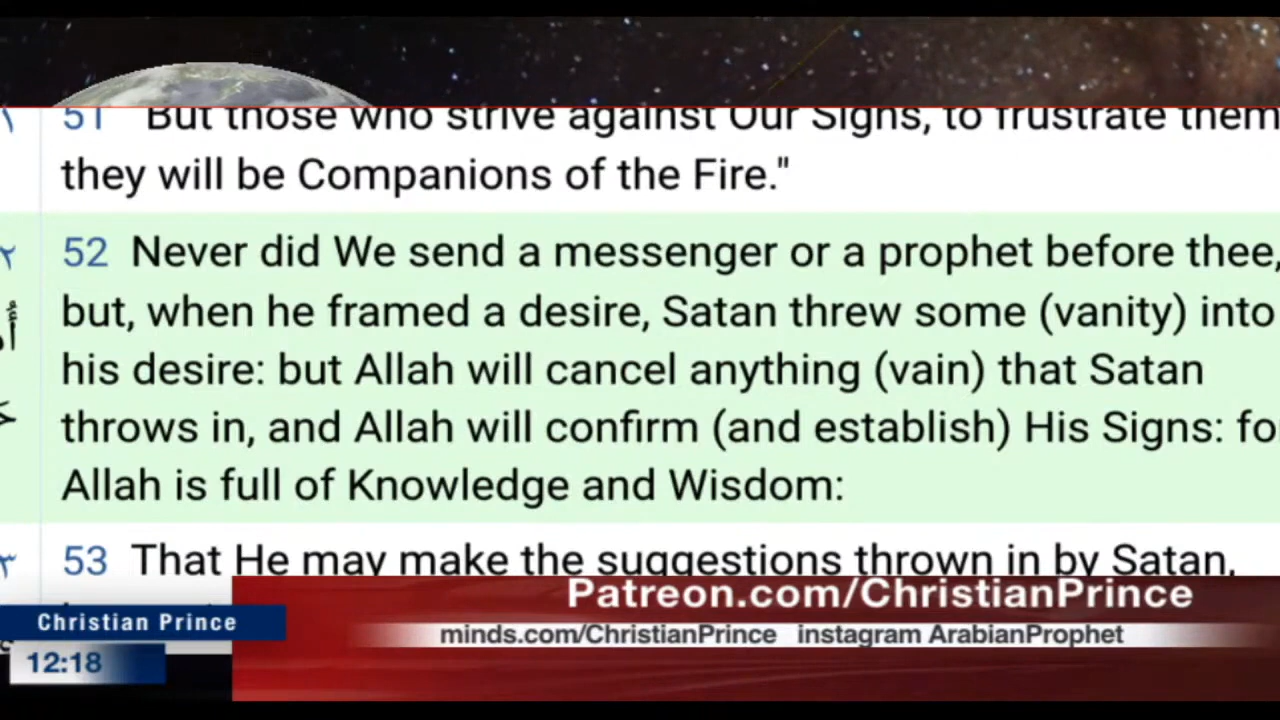 51 "But those who strive against Our Signs, to frustrate them
they will be Companions of the Fire."
52 Never did We send a messenger or a prophet before thee,
but, when he framed a desire, Satan threw some (vanity) into
his desire: but Allah will cancel anything (vain) that Satan
throws in, and Allah will confirm (and establish) His Signs: for
Allah is full of Knowledge and Wisdom:
53 That He may make the suggestions thrown in by Satan,
Patreon.com/ChristianPrince
Christian Prince
minds.com/ChristianPrince instagram ArabianProphet
12:18